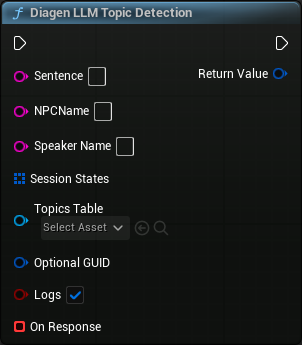 Diagen LLM Topic Detection
Sentence
Return Value
NPCName
Speaker Name
Session States
Topics Table
Select Asset
Optional GUID
Logs
On Response